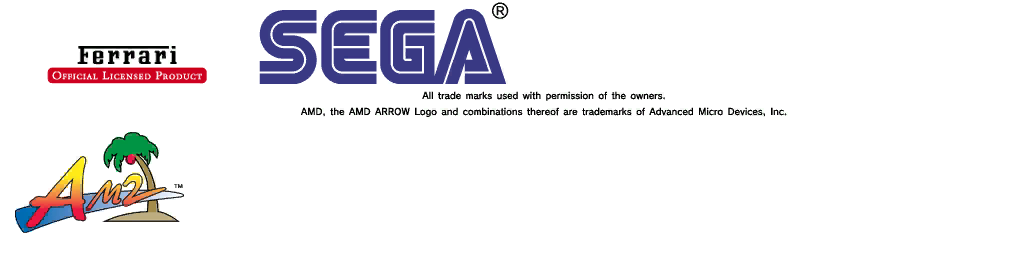 SEGA®
Ferrari
OFFICIAL LICENSED PRODUCT
All trade marks used with permission of the owners.
AMD, the AMD ARROW Logo and combinations thereof are trademarks of Advanced Micro Devices, Inc.
AM2™